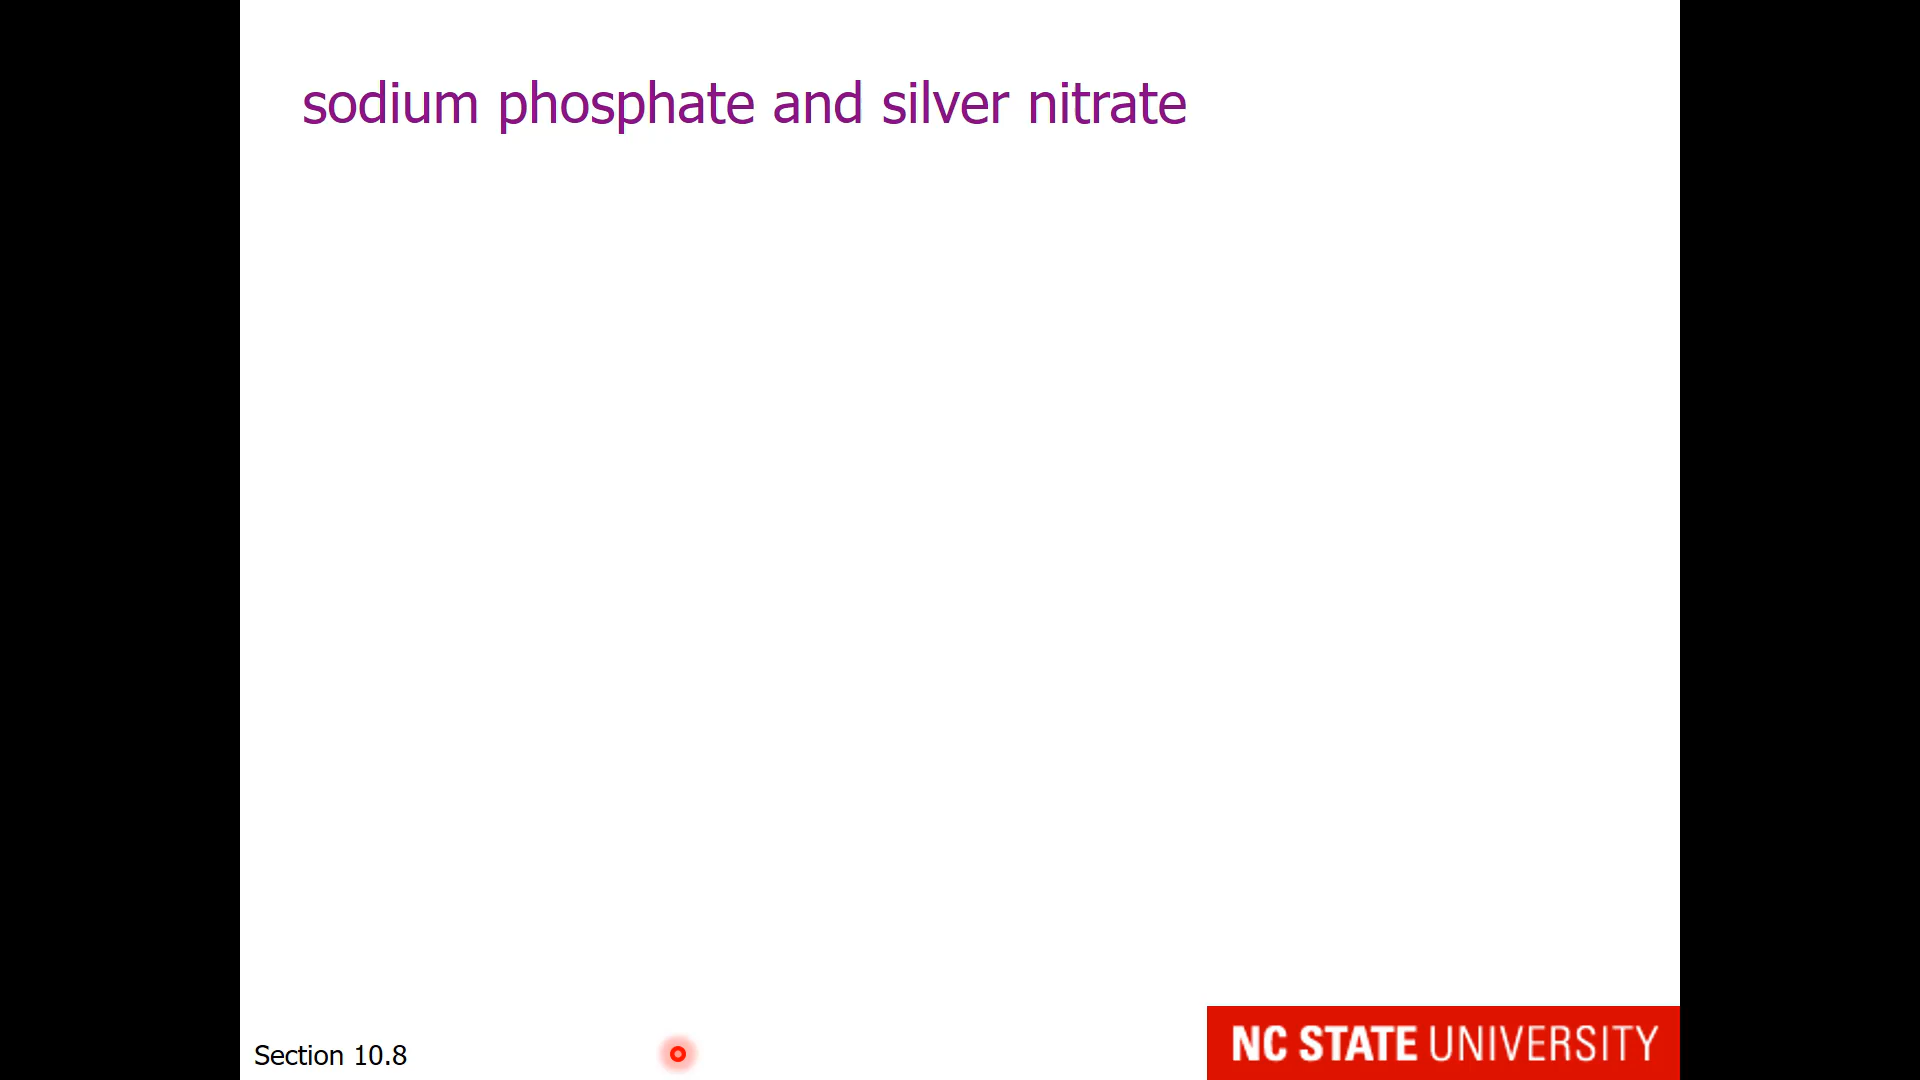 sodium phosphate and silver nitrate
Section 10.8
NC STATE UNIVERSITY